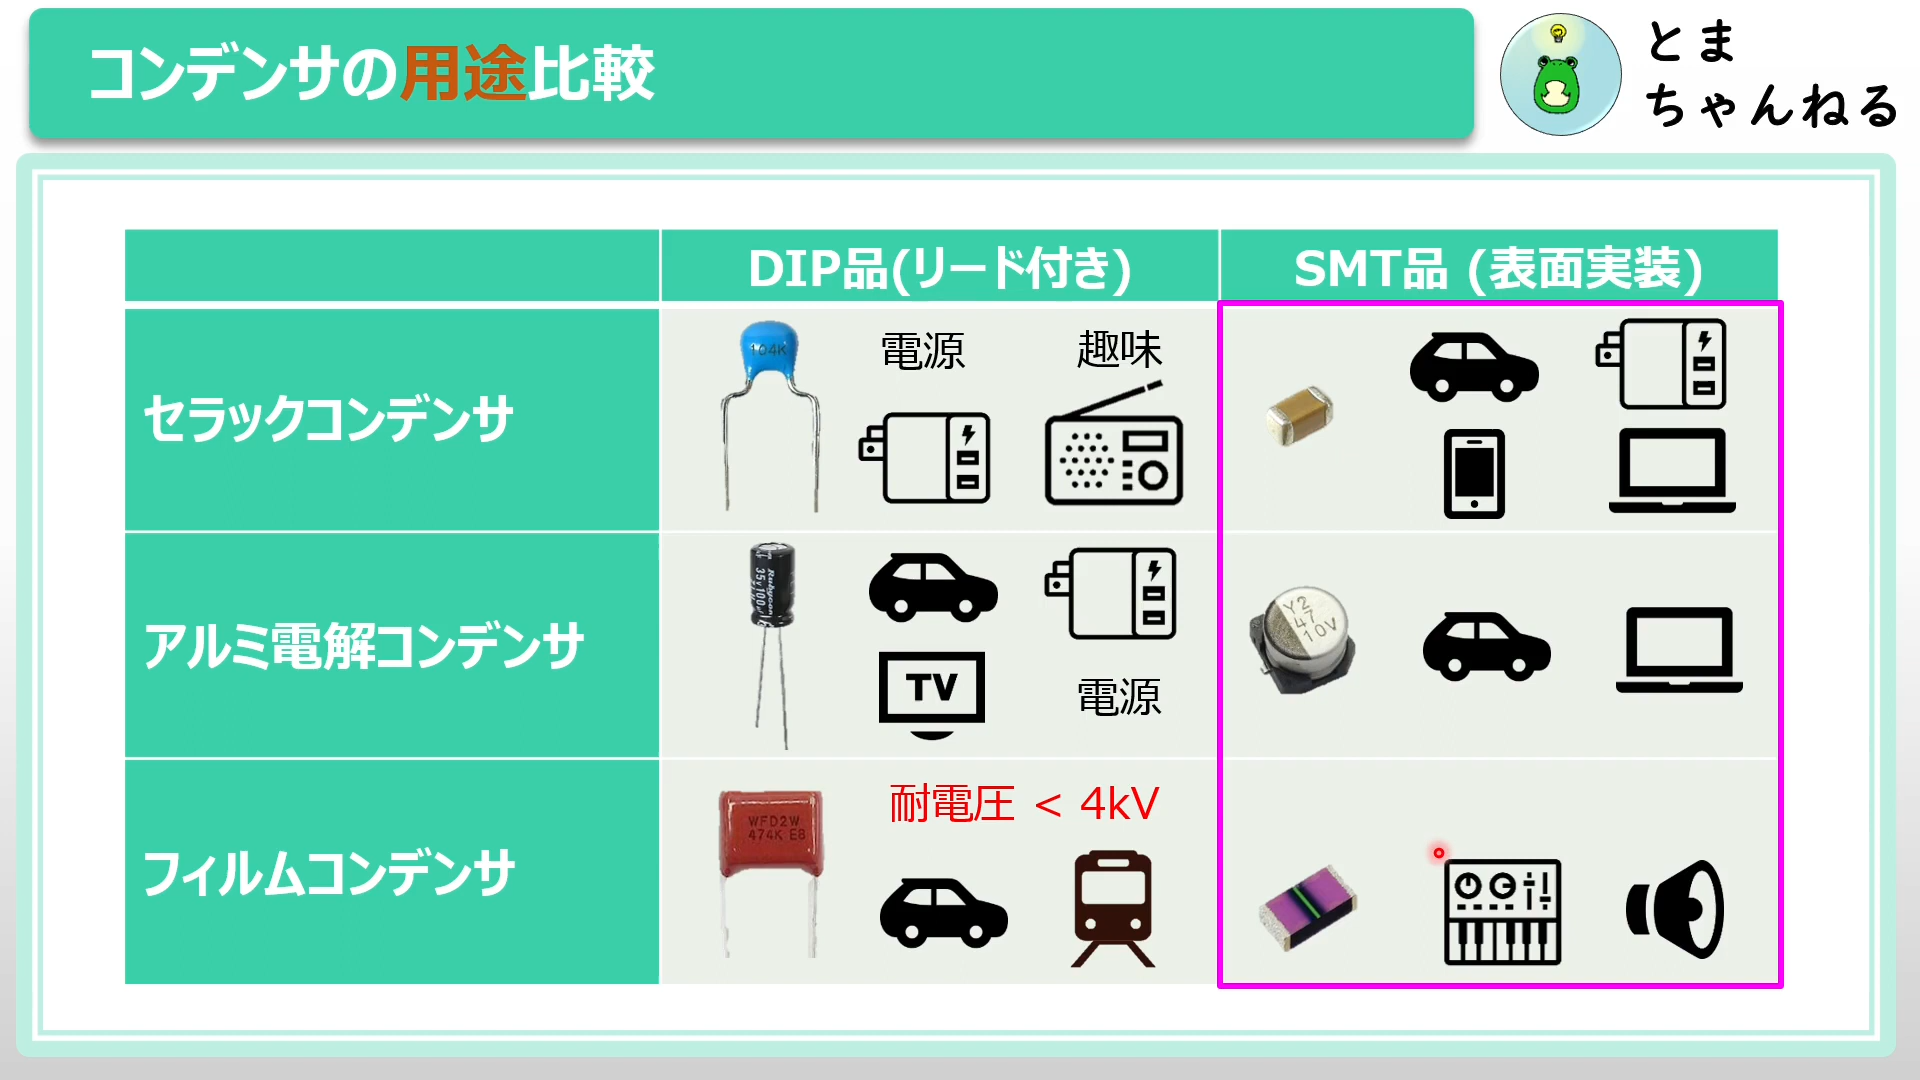 コンデンサの用途比較
とま
ちゃんねる
DIP品(リード付き)
SMT品 (表面実装)
セラックコンデンサ
104K
電源
趣味
アルミ電解コンデンサ
Rubycon
35V100µ
TV
電源
Y2
47
10V
フィルムコンデンサ
WFD2W
474K E8
耐電圧 < 4kV